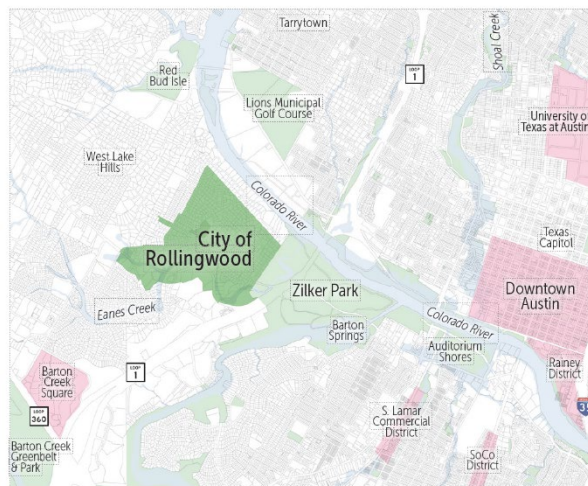 Tarrytown
Shoal Creek
Red
Bud Isle
LOOP
1
Lions Municipal
Golf Course
University of
Texas at Austin
West Lake
Hills
Colorado River
City of
Rollingwood
Texas
Capitol
Zilker Park
Downtown
Austin
Eanes Creek
Colorado River
Barton
Springs
Auditorium
Shores
Rainey
District
Barton
Creek
Square
LOOP
1
LOOP
360
S. Lamar
Commercial
District
35
Barton Creek
Greenbelt
& Park
SoCo
District